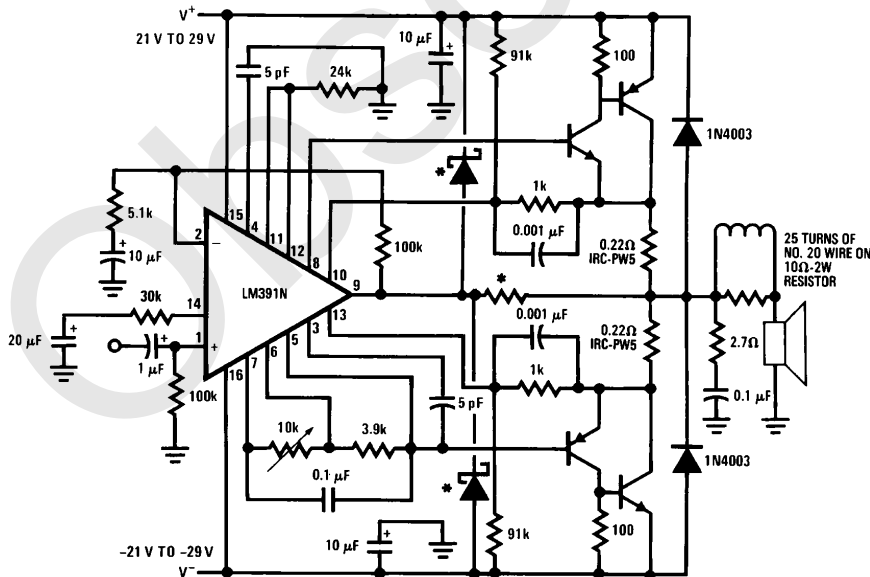 Obso
V+
21 V TO 29 V
10 µF
+
91k
100
5 pF
24k
1N4003
*
1k
5.1k
0.001 µF
0.22Ω
IRC-PW5
25 TURNS OF
NO. 20 WIRE ON
10Ω-2W
RESISTOR
+
10 µF
2
−
15
4
11
12
8
10
9
13
100k
LM391N
*
30k
14
20 µF
+
+
1
+
1 µF
3
5
6
7
16
0.001 µF
0.22Ω
IRC-PW5
2.7Ω
0.1 µF
100k
1k
5 pF
10k
3.9k
0.1 µF
*
1N4003
10 µF
+
91k
100
−21 V TO −29 V
V−